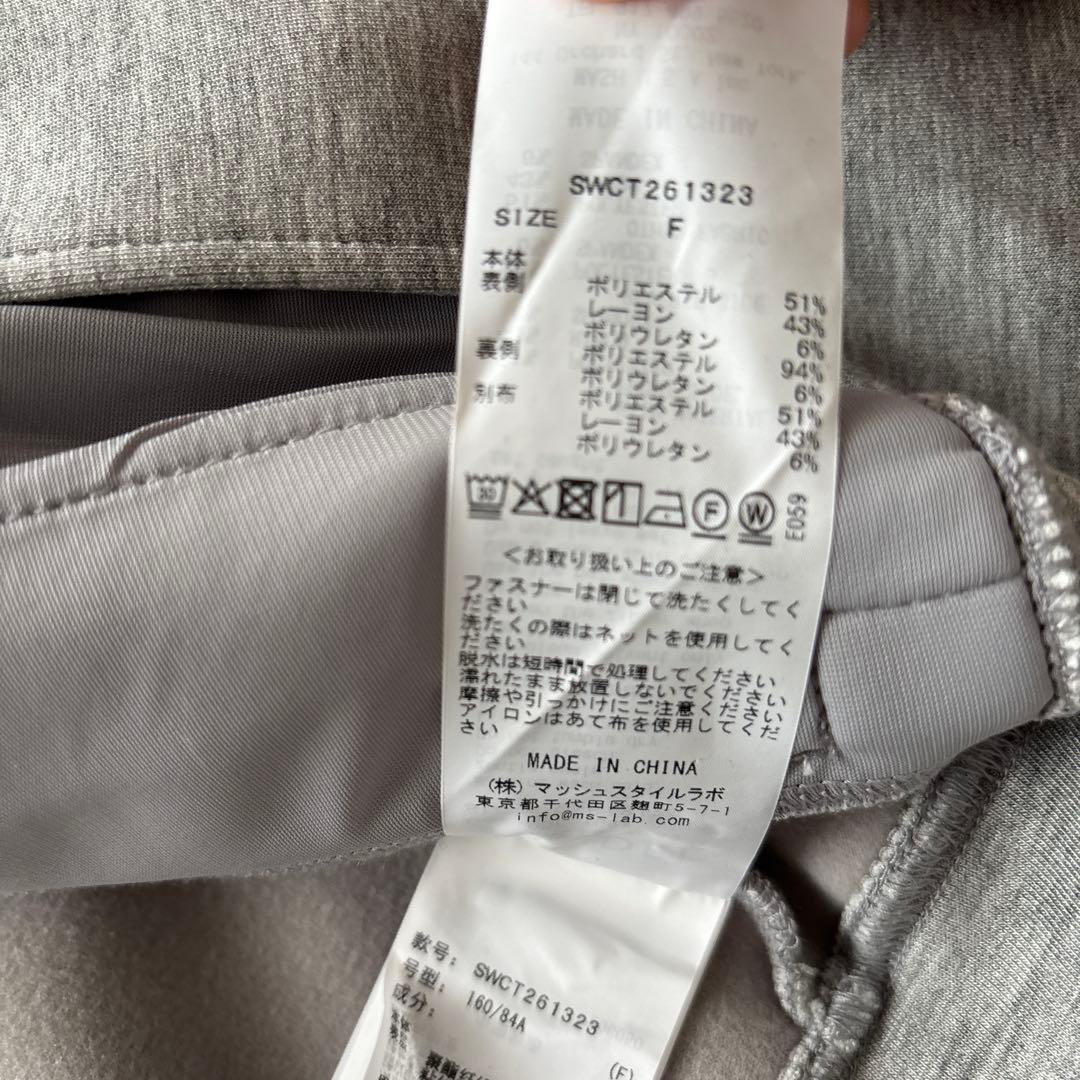 SWCT261323
SIZE F
本体
表側 ポリエステル 51%
レーヨン 43%
ポリウレタン 6%
裏側 ポリエステル 94%
ポリウレタン 6%
別布 ポリエステル 51%
レーヨン 43%
ポリウレタン 6%
30 F W E059
<お取り扱い上のご注意>
ファスナーは閉じて洗たくしてく
ださい
洗たくの際はネットを使用してく
ださい
脱水は短時間で処理してください
濡れたまま放置しないでください
摩擦や引っかけにご注意ください
アイロンはあて布を使用してくだ
さい
MADE IN CHINA
(株)マッシュスタイルラボ
東京都千代田区麹町5-7-1
info@ms-lab.com
款号: SWCT261323
号型: 160/84A (F)
成分:
本体